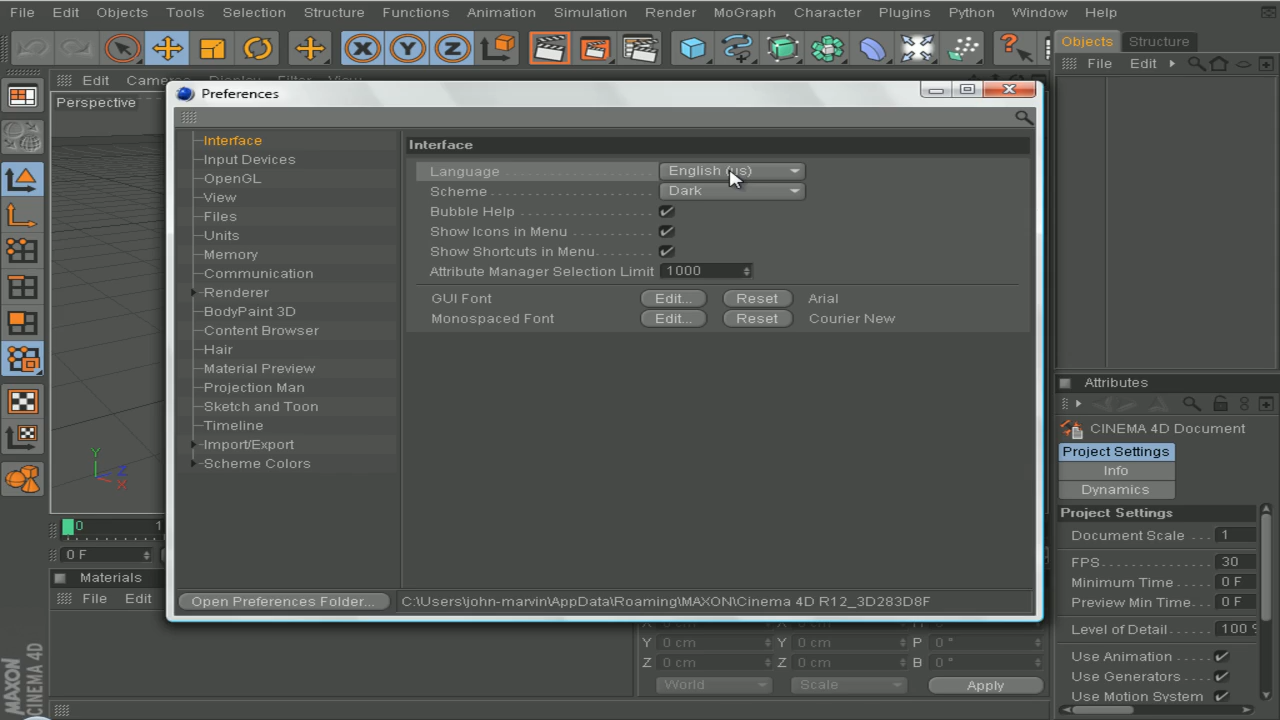 File Edit Objects Tools Selection Structure Functions Animation Simulation Render MoGraph Character Plugins Python Window Help
X Y Z
Objects Structure
File Edit
Edit
Perspective
Preferences
Interface
Input Devices
OpenGL
View
Files
Units
Memory
Communication
Renderer
BodyPaint 3D
Content Browser
Hair
Material Preview
Projection Man
Sketch and Toon
Timeline
Import/Export
Scheme Colors
Interface
Language English (us)
Scheme Dark
Bubble Help
Show Icons in Menu
Show Shortcuts in Menu
Attribute Manager Selection Limit 1000
GUI Font Edit... Reset Arial
Monospaced Font Edit... Reset Courier New
Open Preferences Folder... C:\Users\john-marvin\AppData\Roaming\MAXON\Cinema 4D R12_3D283D8F
Y
Z
X
0 1
0 F
Materials
File Edit
Y 0 cm Y 0 cm P 0 °
Z 0 cm Z 0 cm B 0 °
World Scale Apply
Attributes
CINEMA 4D Document
Project Settings
Info
Dynamics
Project Settings
Document Scale 1
FPS 30
Minimum Time 0 F
Preview Min Time 0 F
Level of Detail 100
Use Animation
Use Generators
Use Motion System
MAXON
CINEMA 4D